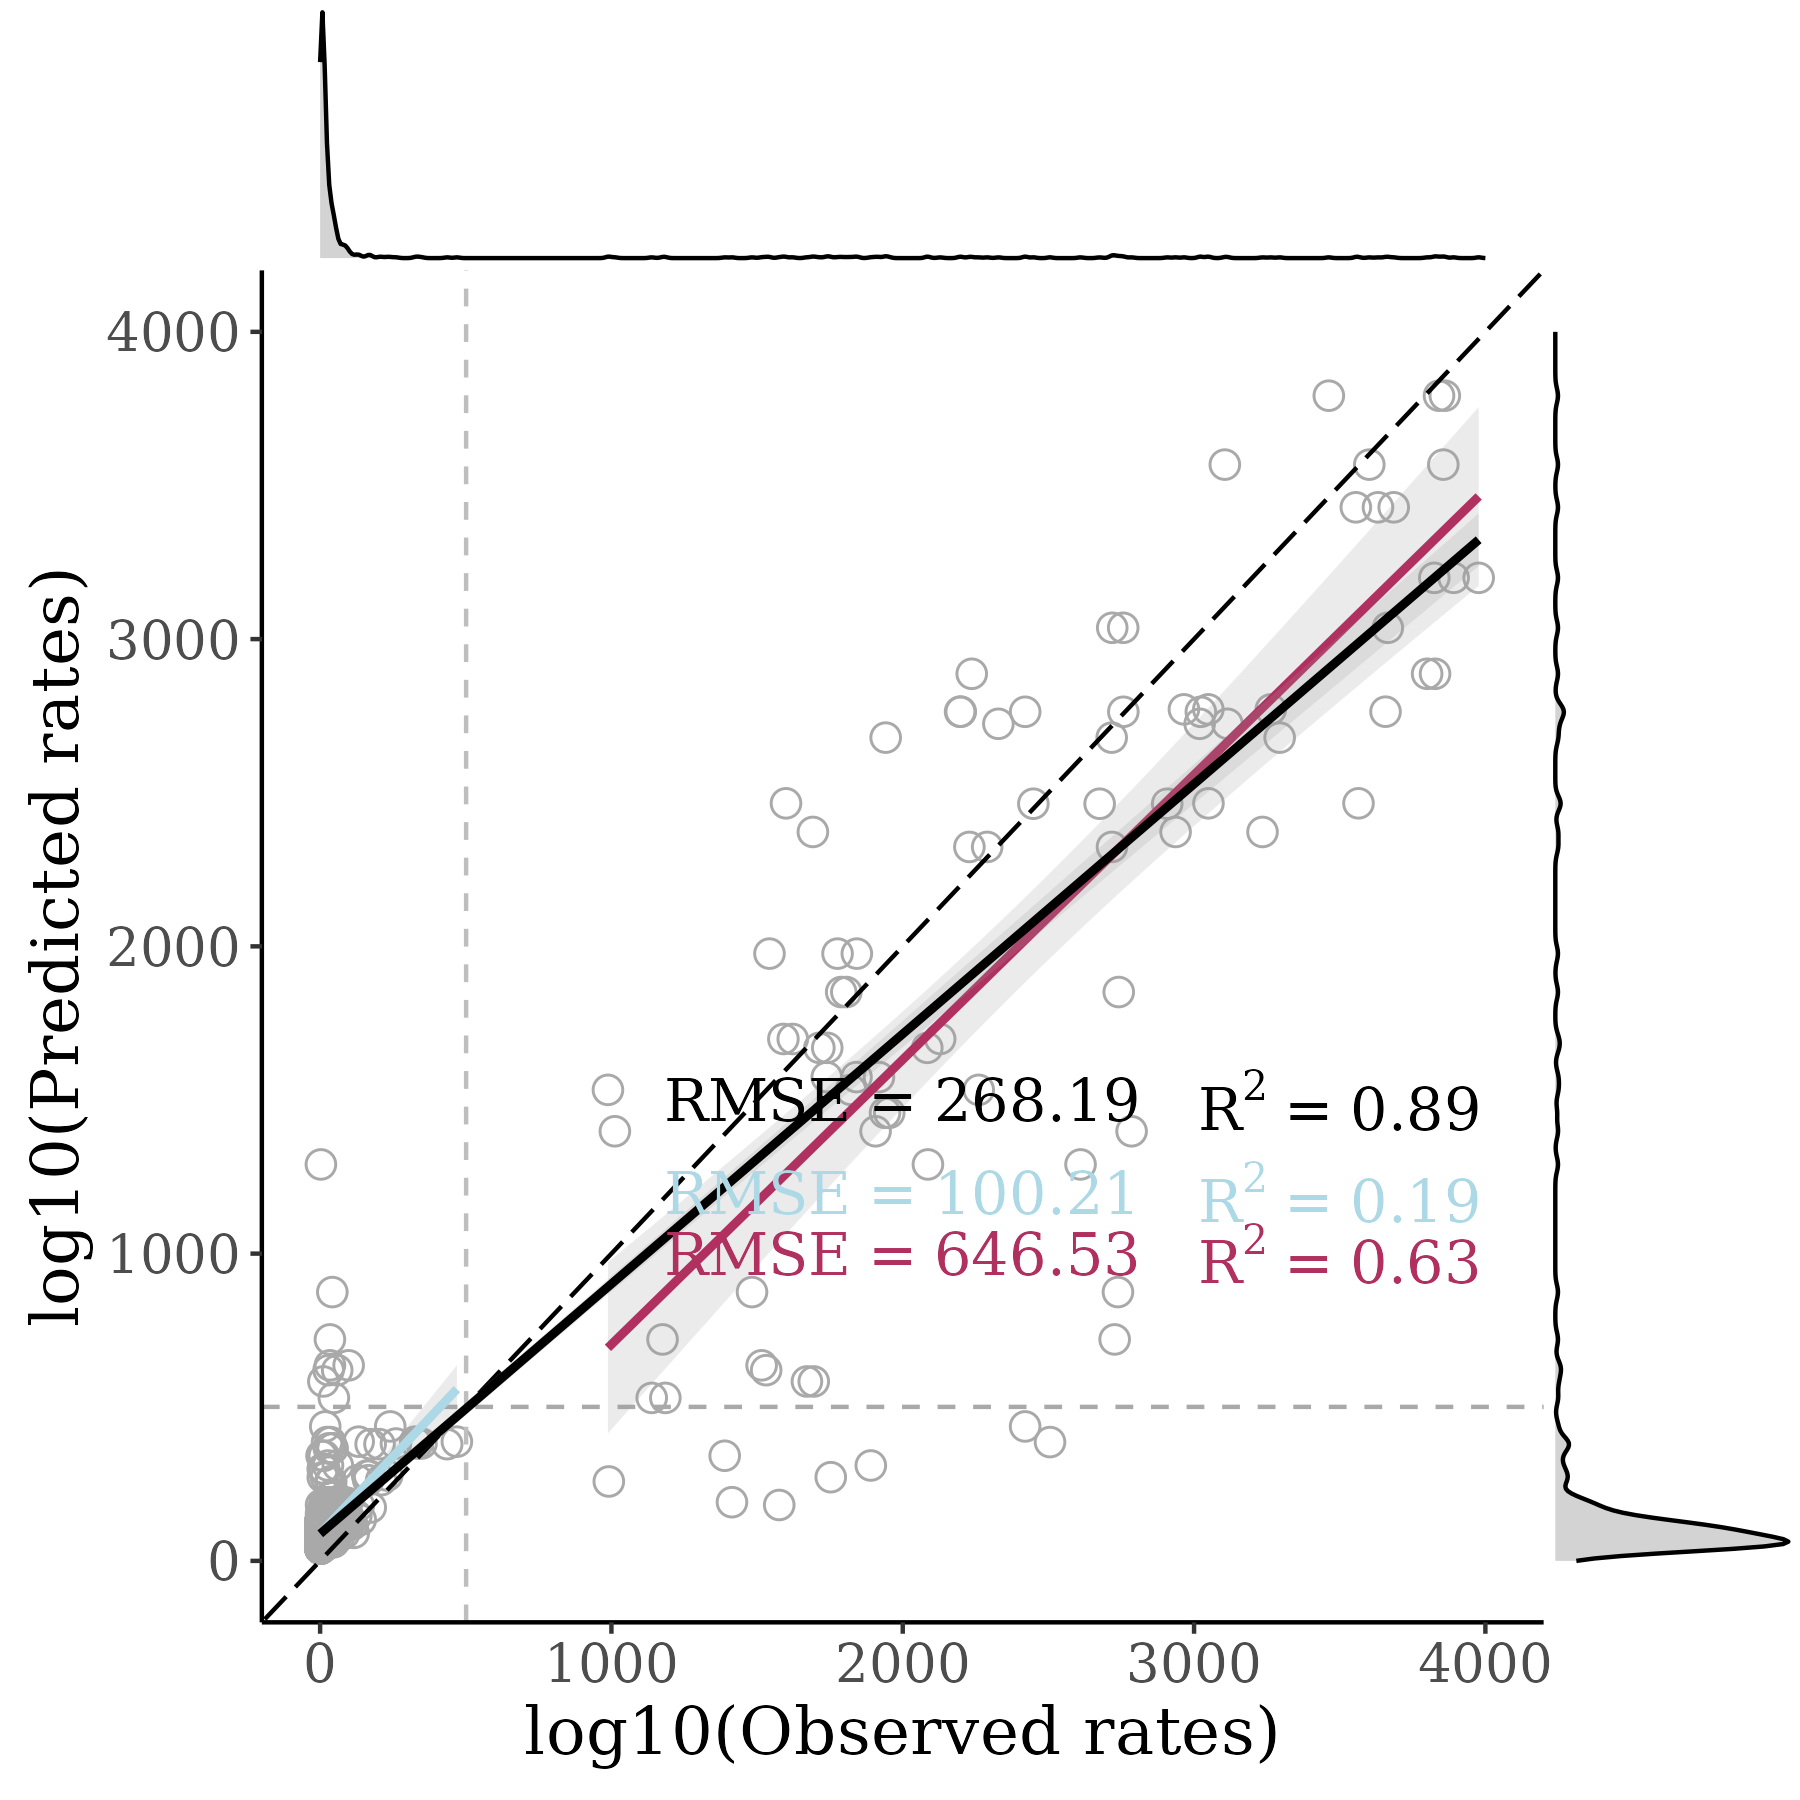 4000
3000
2000
1000
0
log10(Predicted rates)
RMSE = 268.19 R² = 0.89
RMSE = 100.21 R² = 0.19
RMSE = 646.53 R² = 0.63
0 1000 2000 3000 4000
log10(Observed rates)